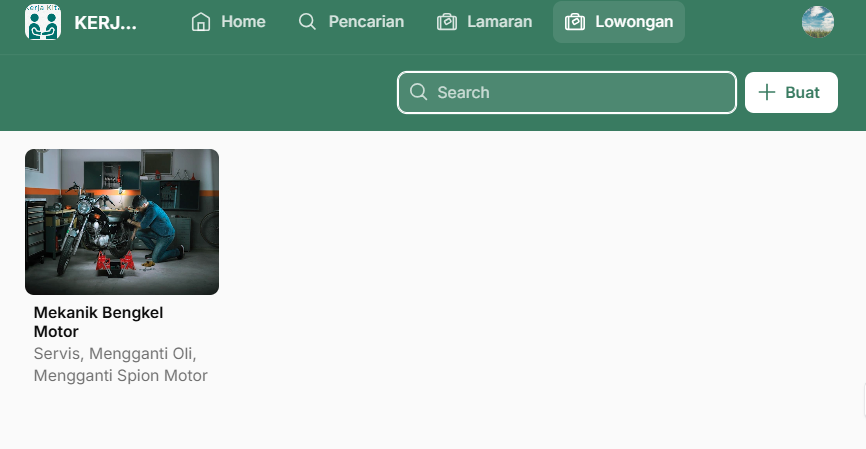 Kerja Kita
KERJ...
Home
Pencarian
Lamaran
Lowongan
Search
Buat
Mekanik Bengkel
Motor
Servis, Mengganti Oli,
Mengganti Spion Motor